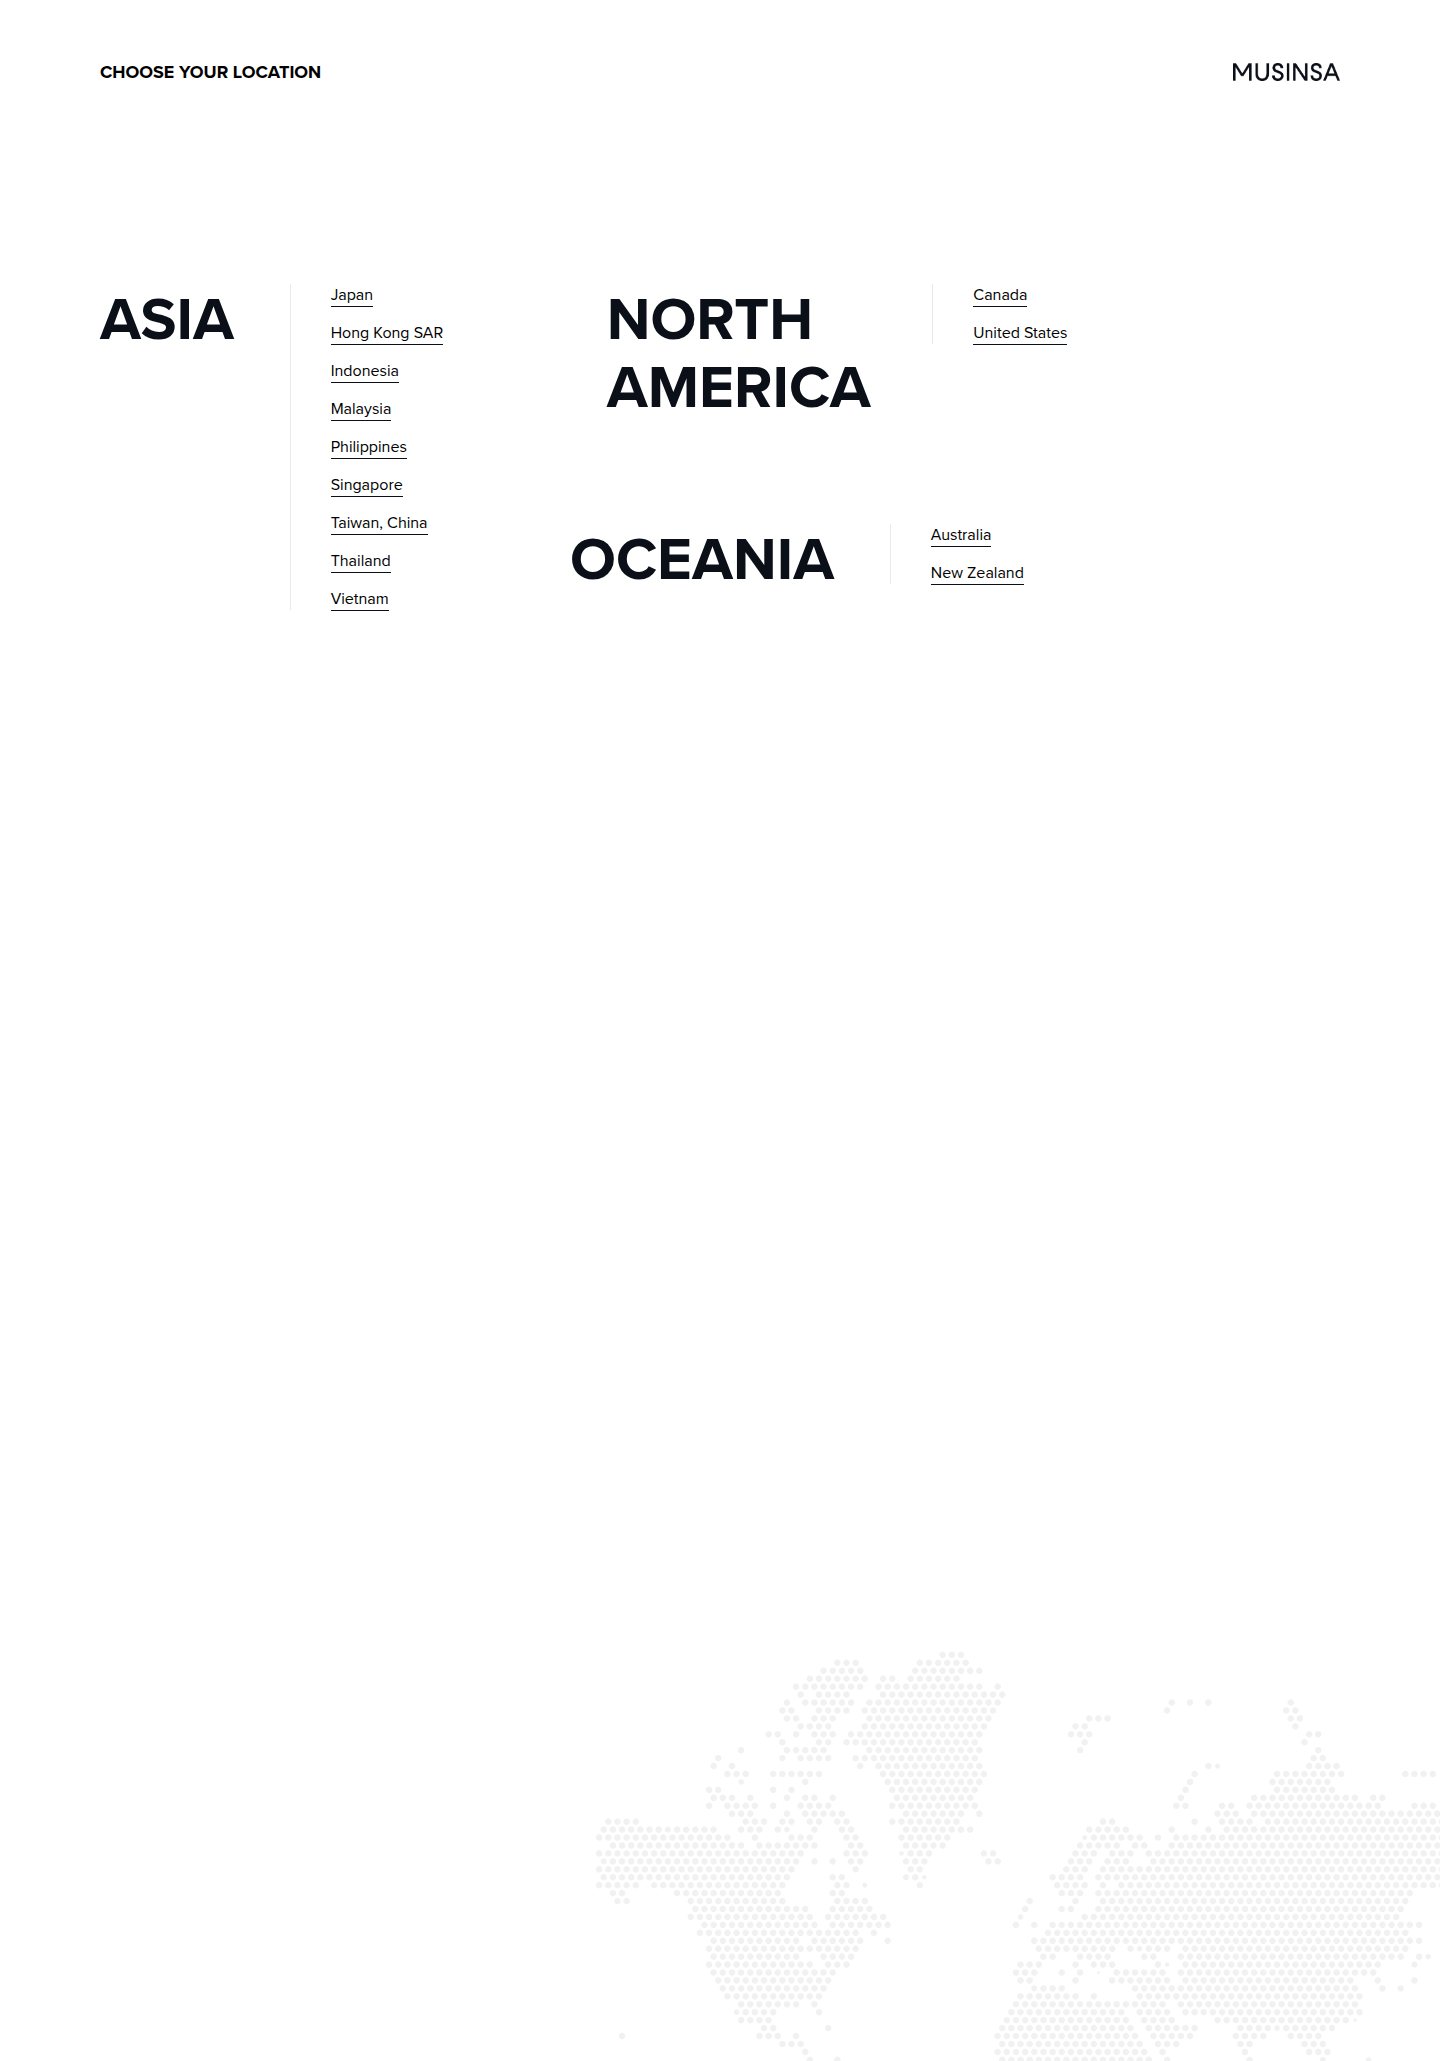 CHOOSE YOUR LOCATION
MUSINSA
ASIA
Japan
Hong Kong SAR
Indonesia
Malaysia
Philippines
Singapore
Taiwan, China
Thailand
Vietnam
NORTH
AMERICA
Canada
United States
OCEANIA
Australia
New Zealand